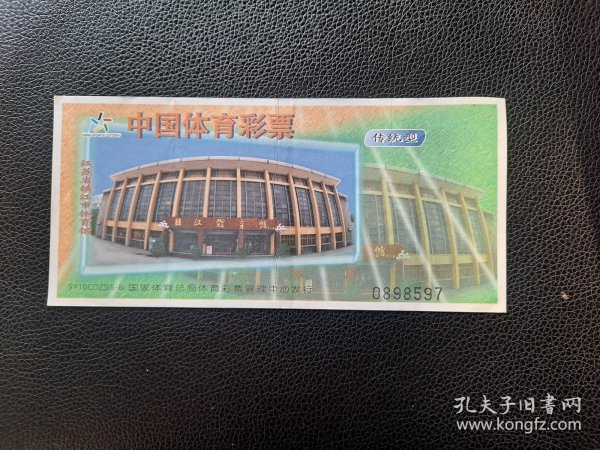 中国体育彩票
传统型
江苏省镇江市体育馆
镇江体育馆
馆
国家体育总局体育彩票管理中心发行
0898597
孔夫子旧书网
www.kongfz.com